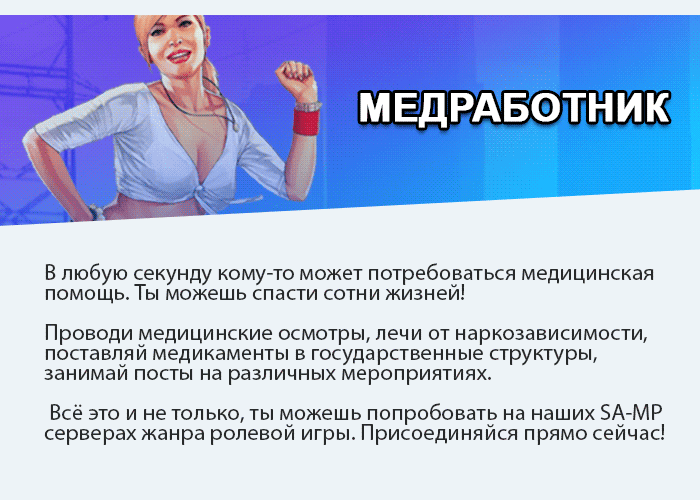 МЕДРАБОТНИК
В любую секунду кому-то может потребоваться медицинская
помощь. Ты можешь спасти сотни жизней!
Проводи медицинские осмотры, лечи от наркозависимости,
поставляй медикаменты в государственные структуры,
занимай посты на различных мероприятиях.
Всё это и не только, ты можешь попробовать на наших SA-MP
серверах жанра ролевой игры. Присоединяйся прямо сейчас!